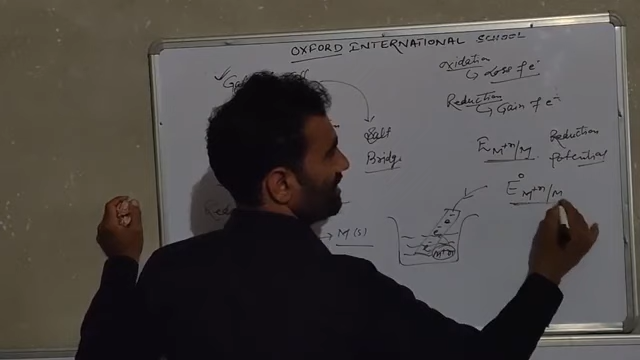 OXFORD INTERNATIONAL SCHOOL
Oxidation
↳ Loss of e⁻
Reduction
↳ Gain of e⁻
Salt
Bridge
E M⁺ⁿ/M Reduction
Potential
E° M⁺ⁿ/M
→ M(s)
M⁺ⁿ